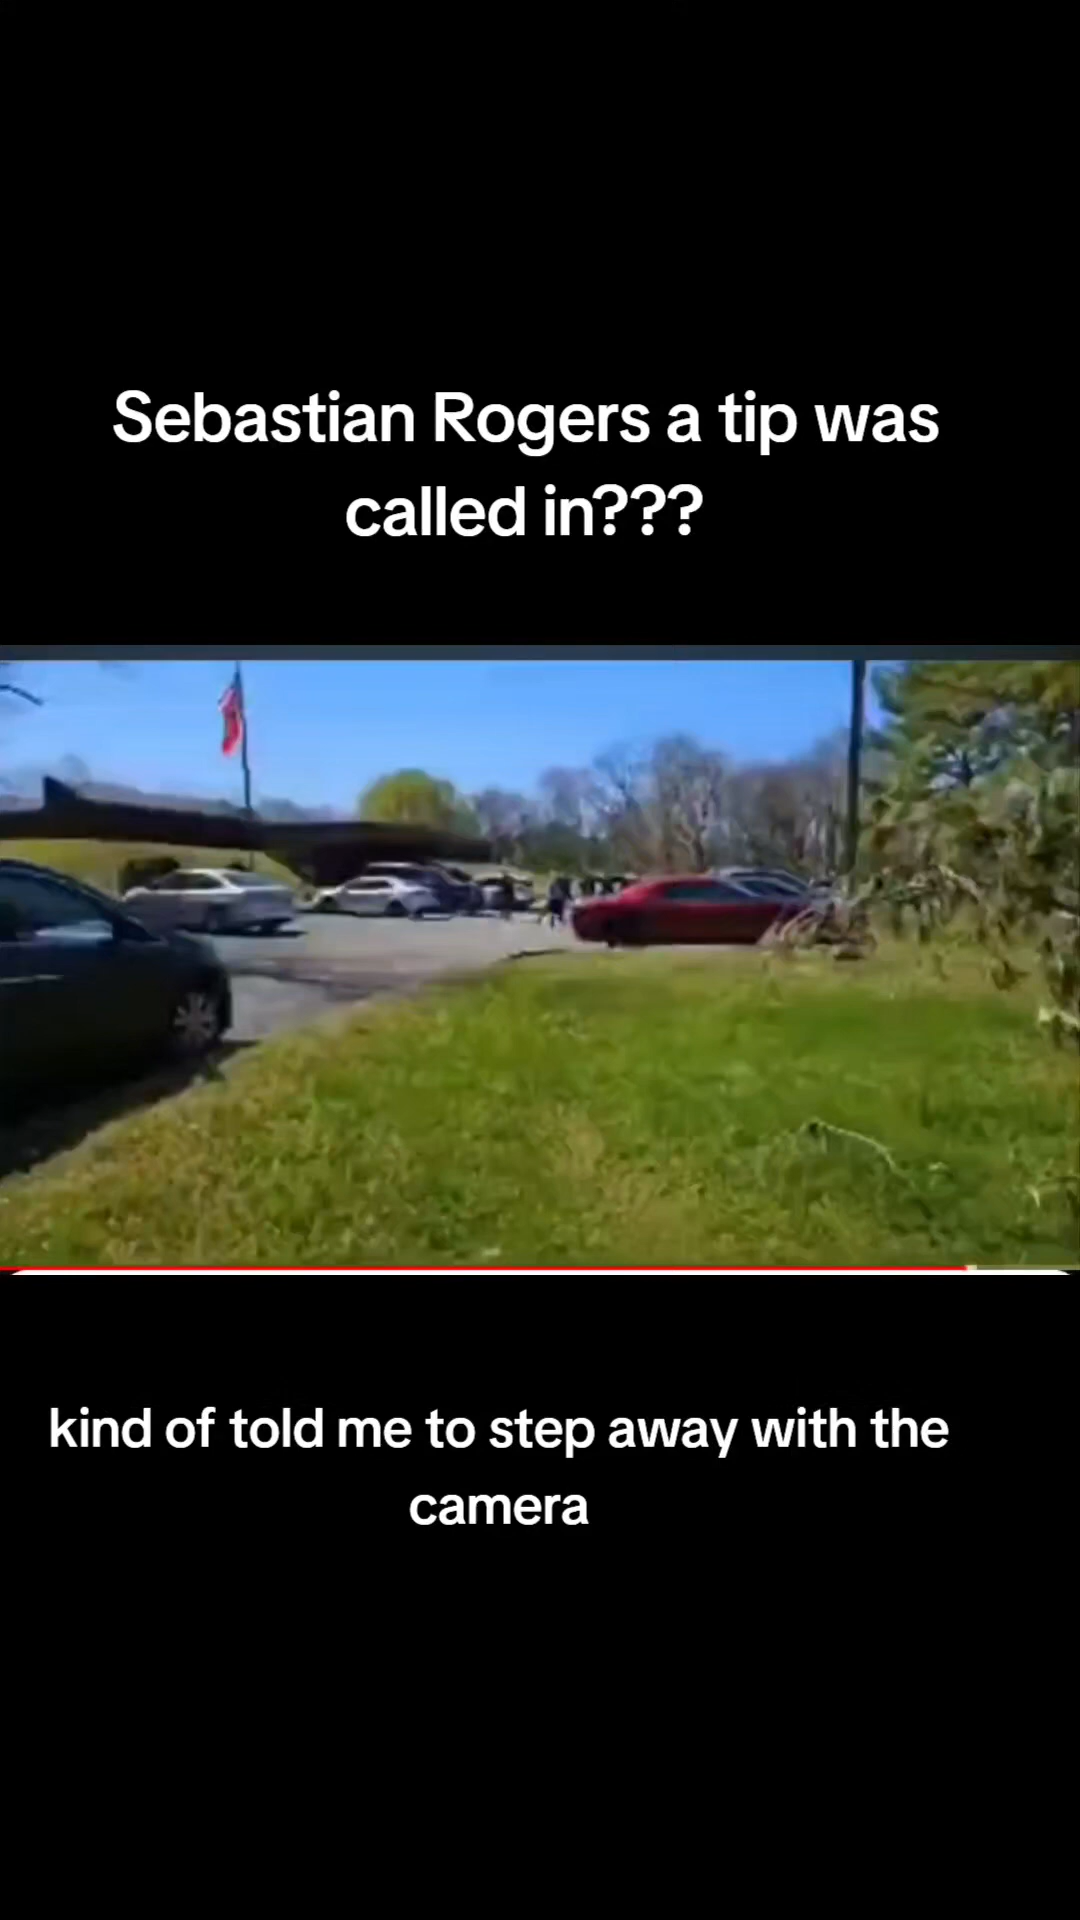 Sebastian Rogers a tip was
called in???
kind of told me to step away with the
camera